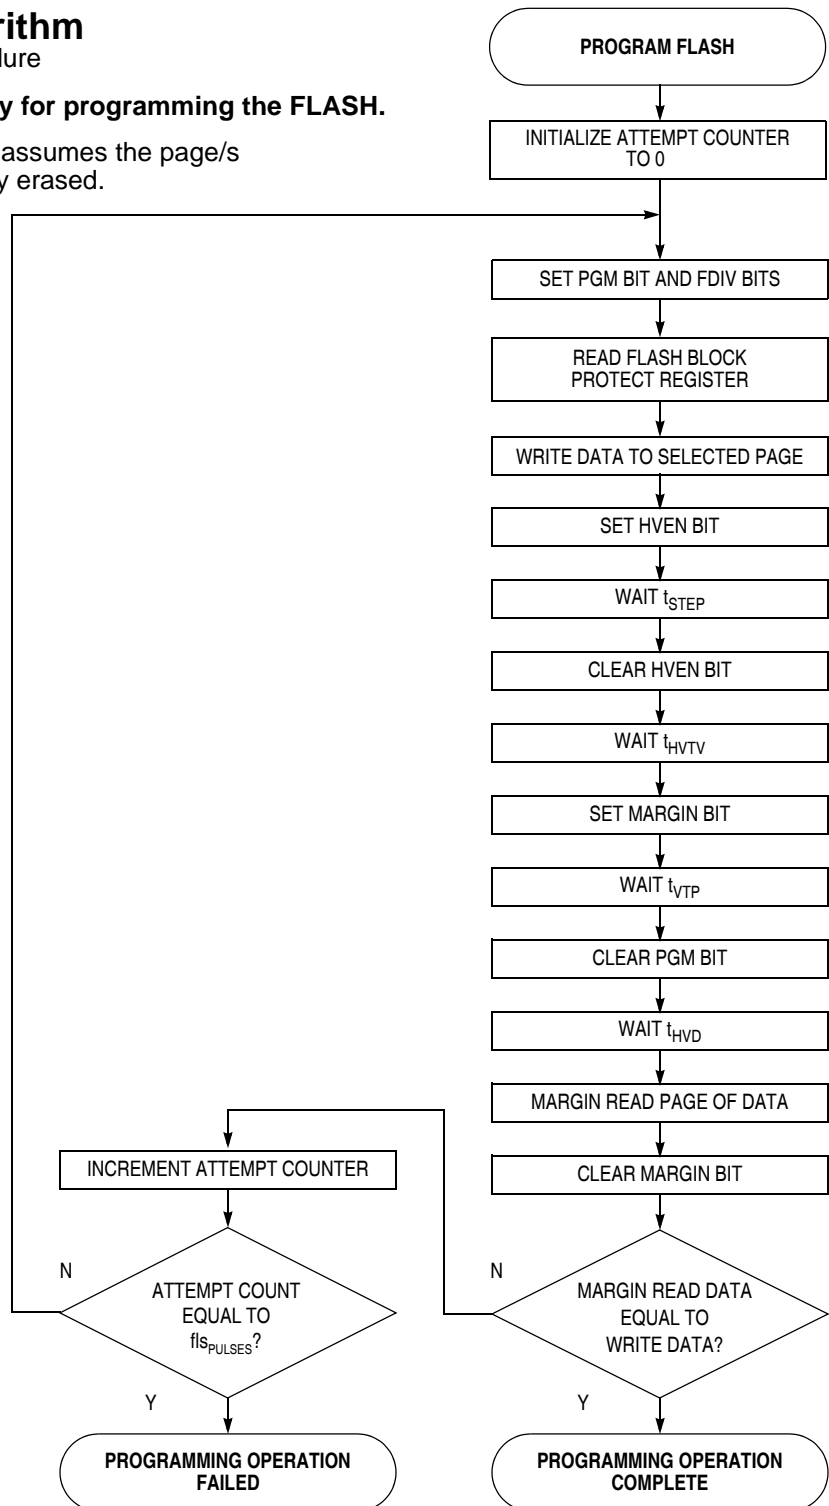 rithm
lure
y for programming the FLASH.
assumes the page/s
y erased.
PROGRAM FLASH
INITIALIZE ATTEMPT COUNTER
TO 0
SET PGM BIT AND FDIV BITS
READ FLASH BLOCK
PROTECT REGISTER
WRITE DATA TO SELECTED PAGE
SET HVEN BIT
WAIT tSTEP
CLEAR HVEN BIT
WAIT tHVTV
SET MARGIN BIT
WAIT tVTP
CLEAR PGM BIT
WAIT tHVD
MARGIN READ PAGE OF DATA
INCREMENT ATTEMPT COUNTER
CLEAR MARGIN BIT
N
ATTEMPT COUNT
EQUAL TO
flsPULSES?
N
MARGIN READ DATA
EQUAL TO
WRITE DATA?
Y
Y
PROGRAMMING OPERATION
FAILED
PROGRAMMING OPERATION
COMPLETE